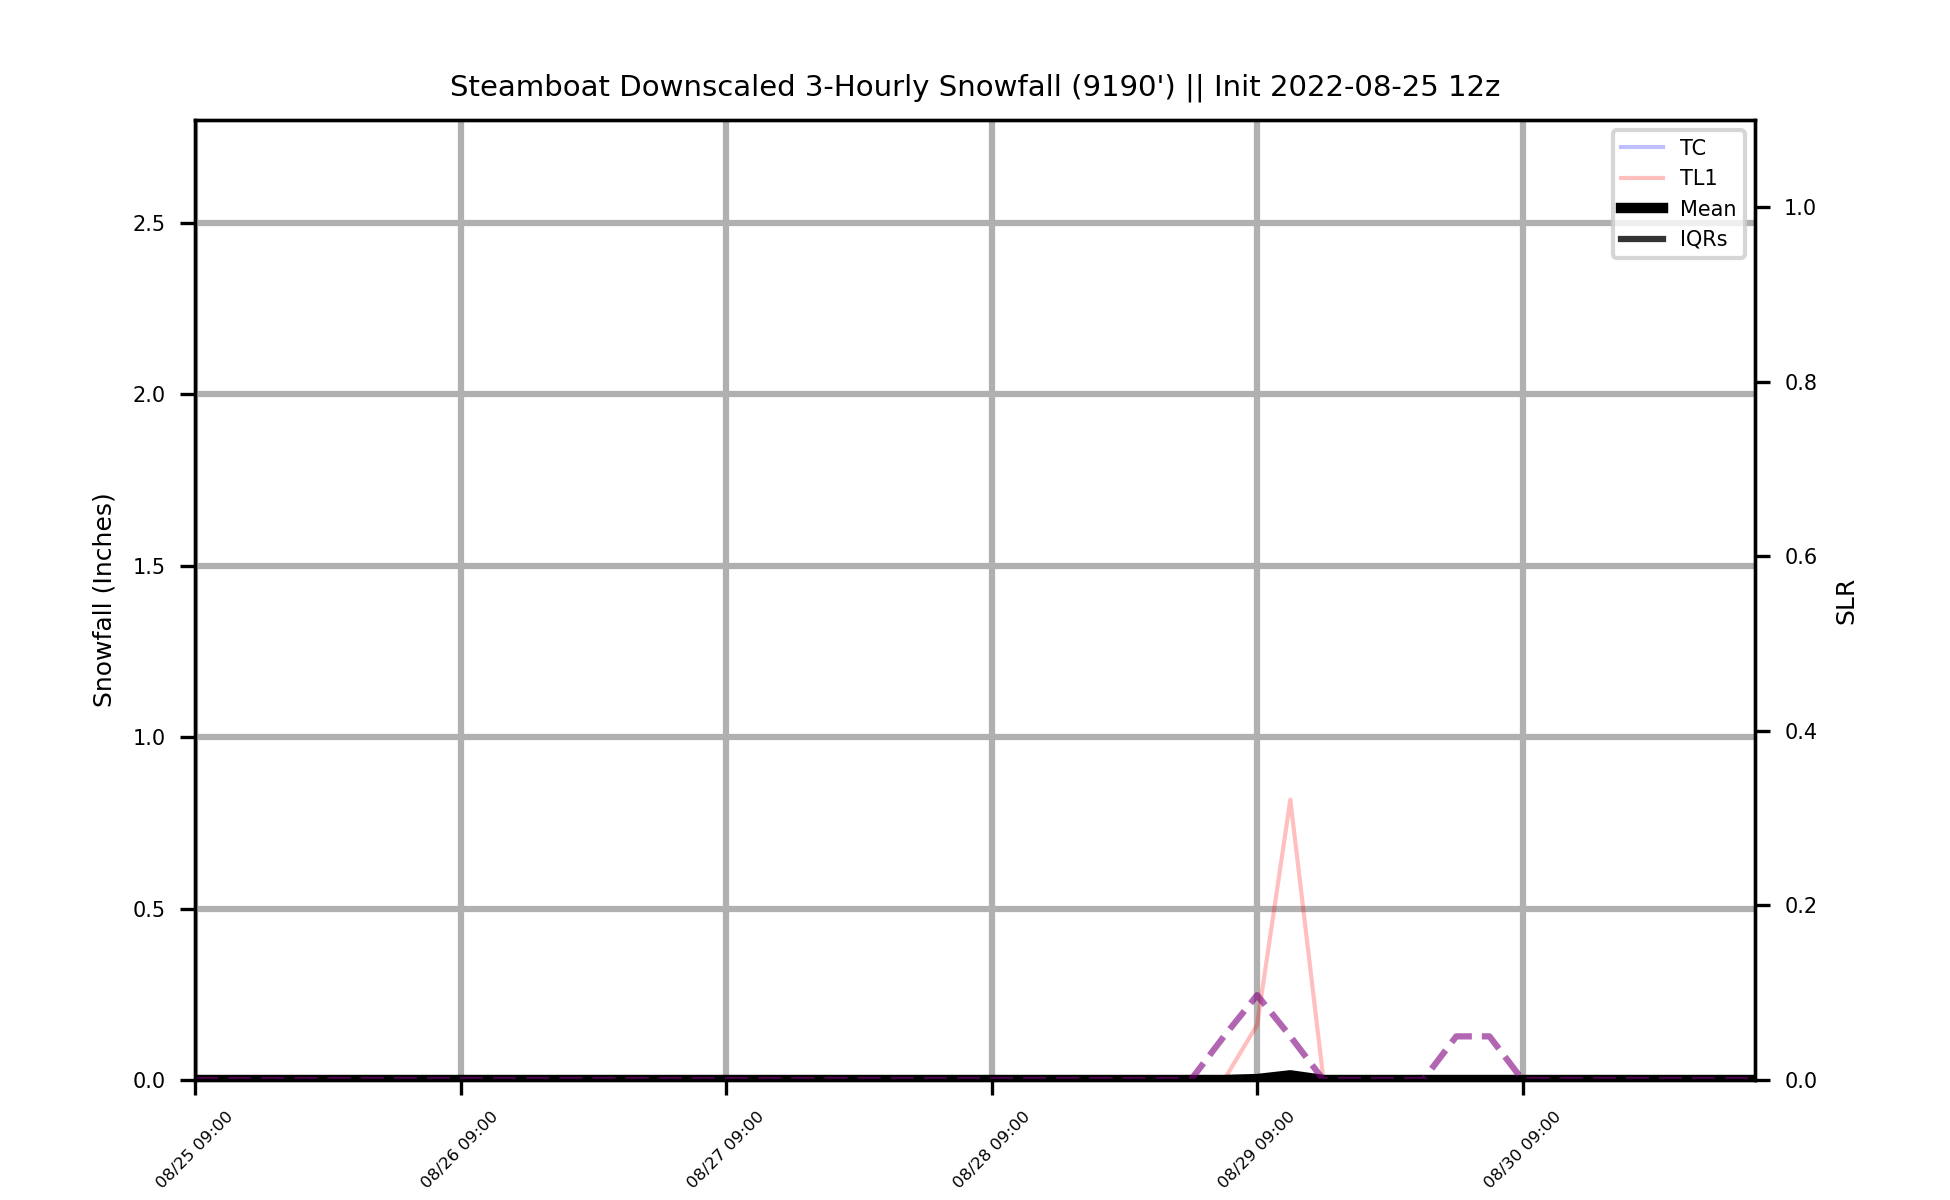 Steamboat Downscaled 3-Hourly Snowfall (9190') || Init 2022-08-25 12z
TC
TL1
Mean
IQRs
Snowfall (Inches)
2.5
2.0
1.5
1.0
0.5
0.0
1.0
0.8
0.6
0.4
0.2
0.0
SLR
08/25 09:00
08/26 09:00
08/27 09:00
08/28 09:00
08/29 09:00
08/30 09:00